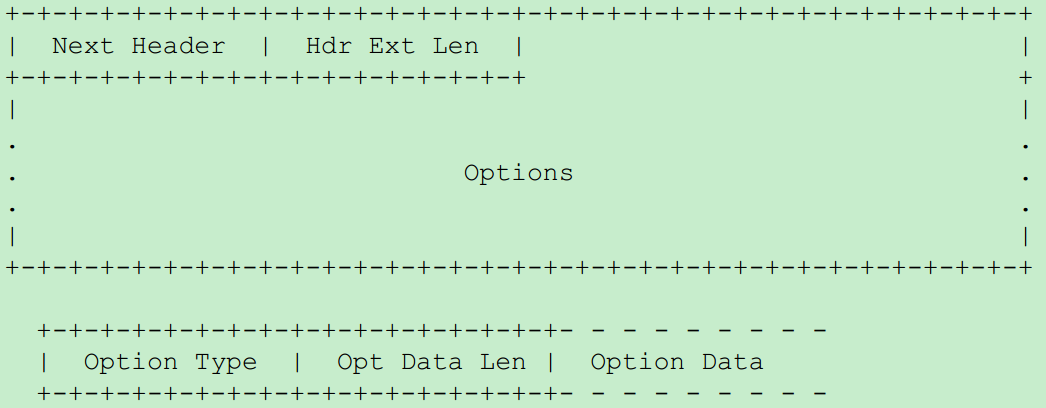 +-+-+-+-+-+-+-+-+-+-+-+-+-+-+-+-+-+-+-+-+-+-+-+-+-+-+-+-+-+-+-+-+
|  Next Header  |  Hdr Ext Len  |                               |
+-+-+-+-+-+-+-+-+-+-+-+-+-+-+-+-+                               +
|                                                               |
.                                                               .
.                            Options                            .
.                                                               .
|                                                               |
+-+-+-+-+-+-+-+-+-+-+-+-+-+-+-+-+-+-+-+-+-+-+-+-+-+-+-+-+-+-+-+-+
  +-+-+-+-+-+-+-+-+-+-+-+-+-+-+-+-+- - - - - - - - -
  |  Option Type  |  Opt Data Len |  Option Data
  +-+-+-+-+-+-+-+-+-+-+-+-+-+-+-+-+- - - - - - - - -